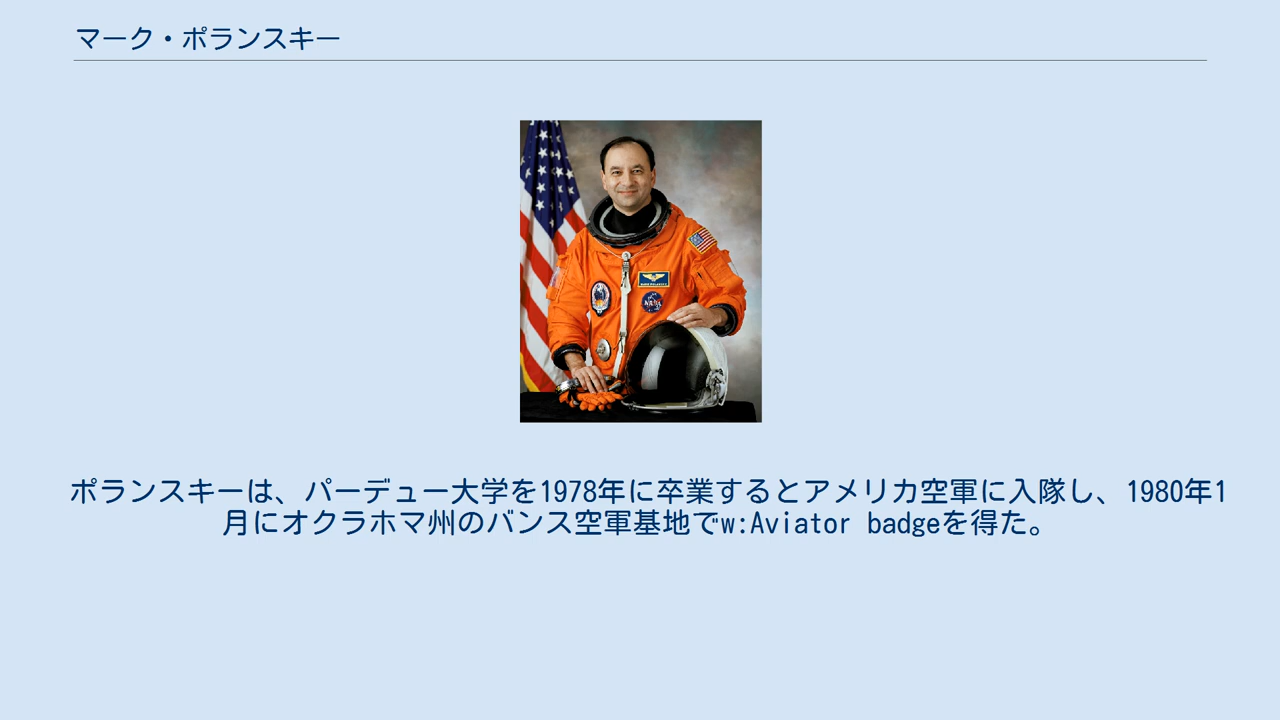 マーク・ポランスキー
NASA
ポランスキーは、パーデュー大学を1978年に卒業するとアメリカ空軍に入隊し、1980年1
月にオクラホマ州のバンス空軍基地でw:Aviator badgeを得た。